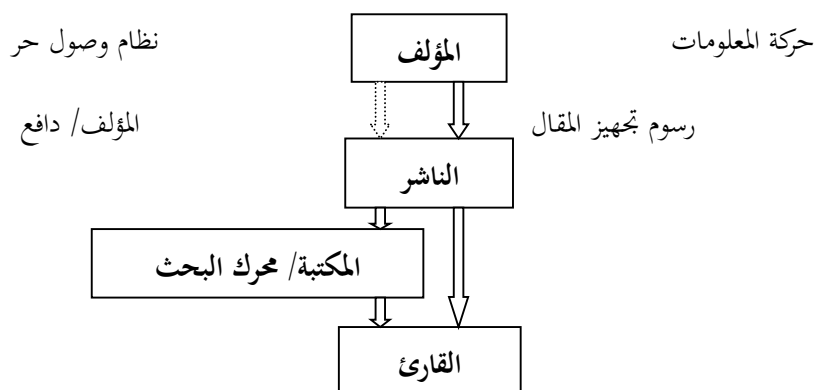 حركة المعلومات
المؤلف
نظام وصول حر
رسوم تجهيز المقال
المؤلف/ دافع
الناشر
المكتبة/ محرك البحث
القارئ